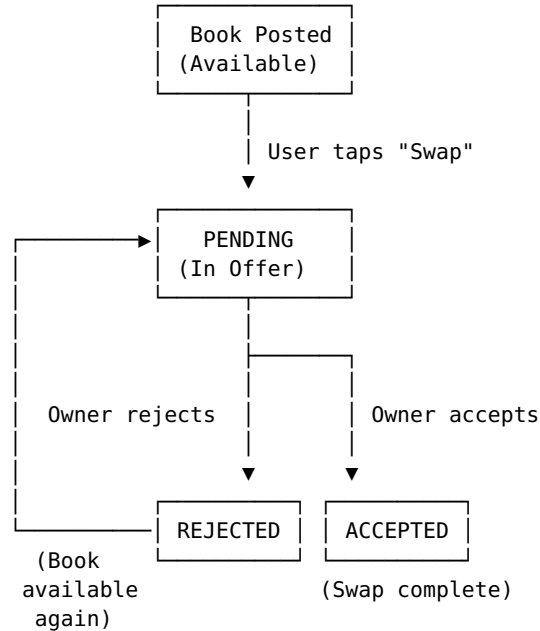 Book Posted
(Available)
User taps "Swap"
PENDING
(In Offer)
Owner rejects
Owner accepts
REJECTED
ACCEPTED
(Book
available
again)
(Swap complete)